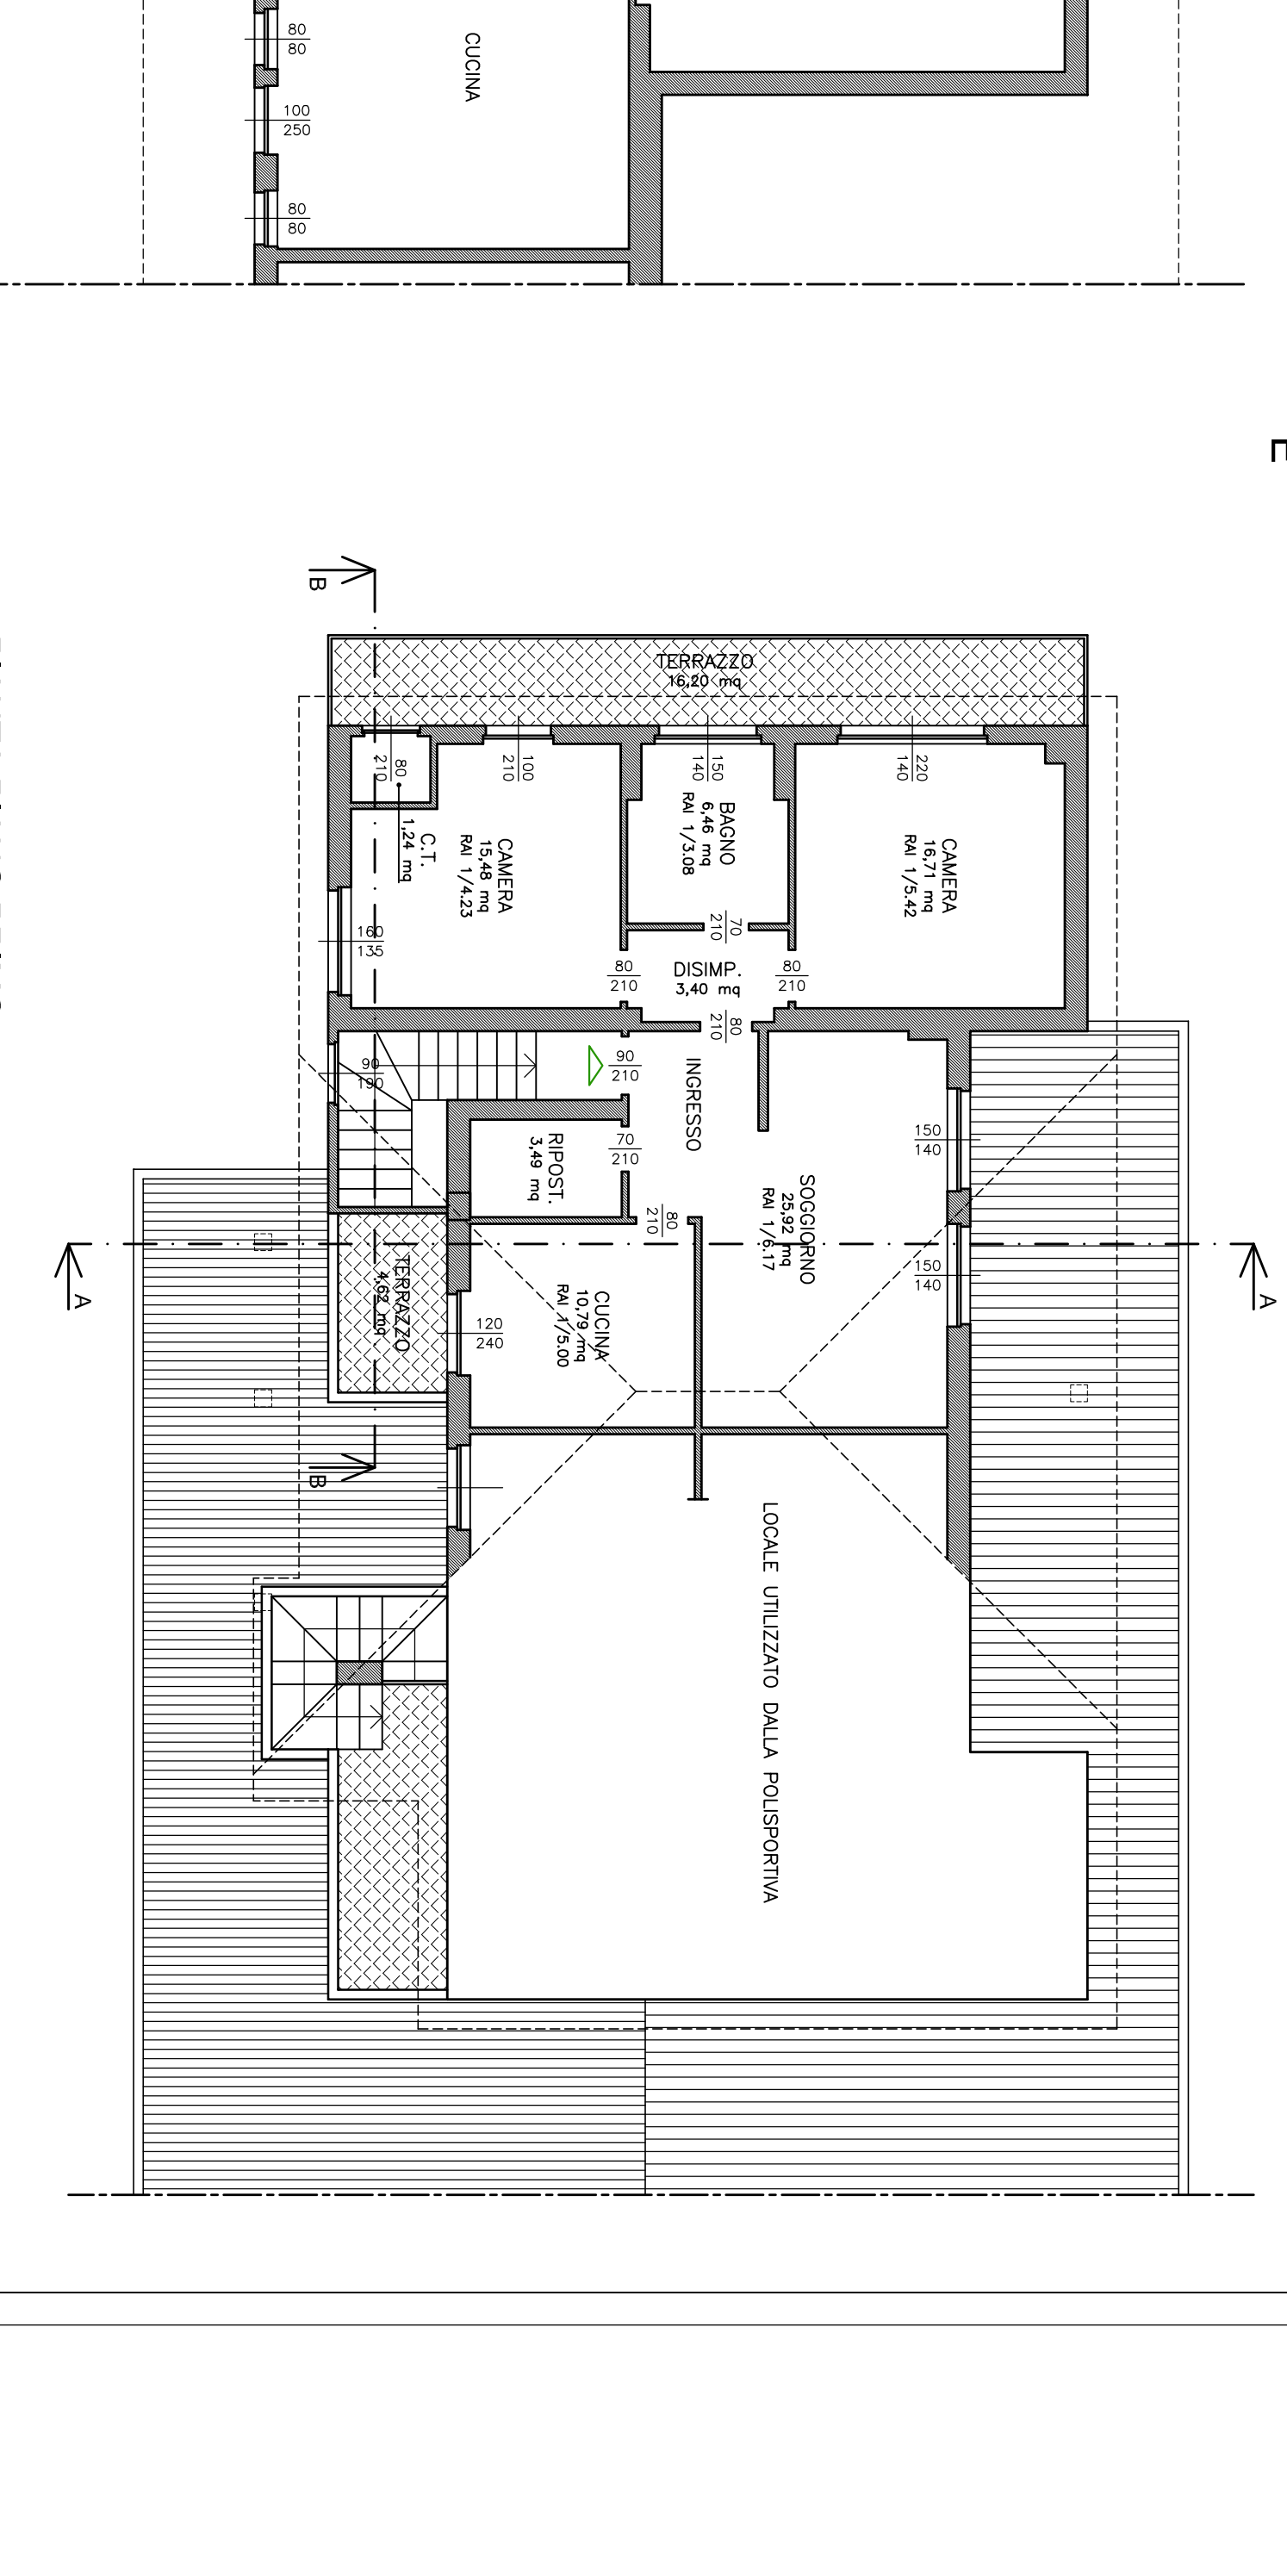 80
80
CUCINA
100
250
80
80
B
TERRAZZO
16,20 mq
80
210
100
210
150
140
220
140
C.T.
1,24 mq
CAMERA
15,48 mq
RAI 1/4.23
BAGNO
6,46 mq
RAI 1/3.08
CAMERA
16,71 mq
RAI 1/5.42
160
135
70
210
80
210
DISIMP.
3,40 mq
80
210
80
210
90
190
90
210
INGRESSO
150
140
RIPOST.
3,49 mq
70
210
80
210
SOGGIORNO
25,92 mq
RAI 1/6.17
A
A
150
140
TERRAZZO
4,62 mq
120
240
CUCINA
10,79 mq
RAI 1/5.00
B
LOCALE UTILIZZATO DALLA POLISPORTIVA